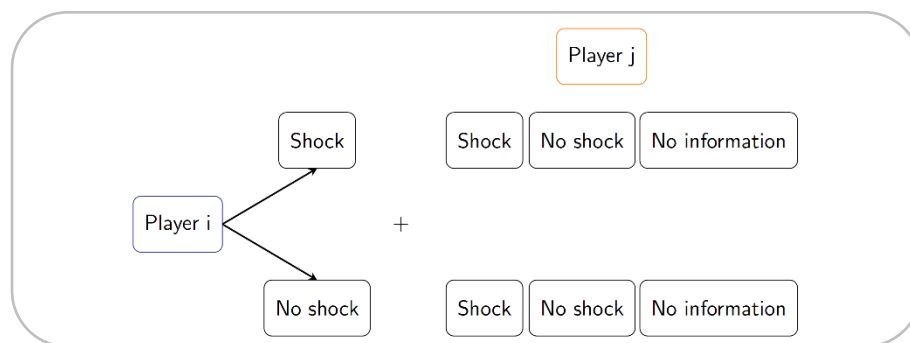 Player j
Shock Shock No shock No information
Player i +
No shock Shock No shock No information